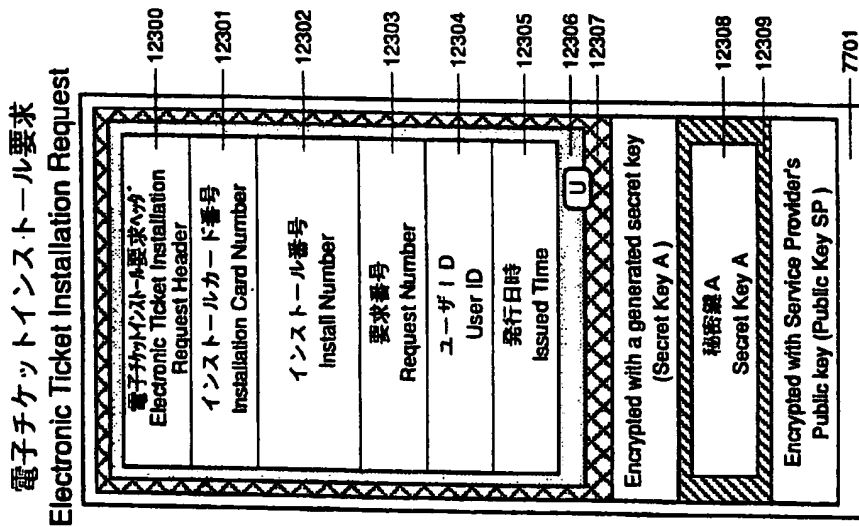 電子チケットインストール要求
Electronic Ticket Installation Request
電子チケットインストール要求ヘッダ
Electronic Ticket Installation
Request Header
12300
インストールカード番号
Installation Card Number
12301
インストール番号
Install Number
12302
要求番号
Request Number
12303
ユーザID
User ID
12304
発行日時
Issued Time
12305
U
12306
12307
Encrypted with a generated secret key
(Secret Key A)
秘密鍵A
Secret Key A
12308
12309
Encrypted with Service Provider's
Public key (Public Key SP )
7701